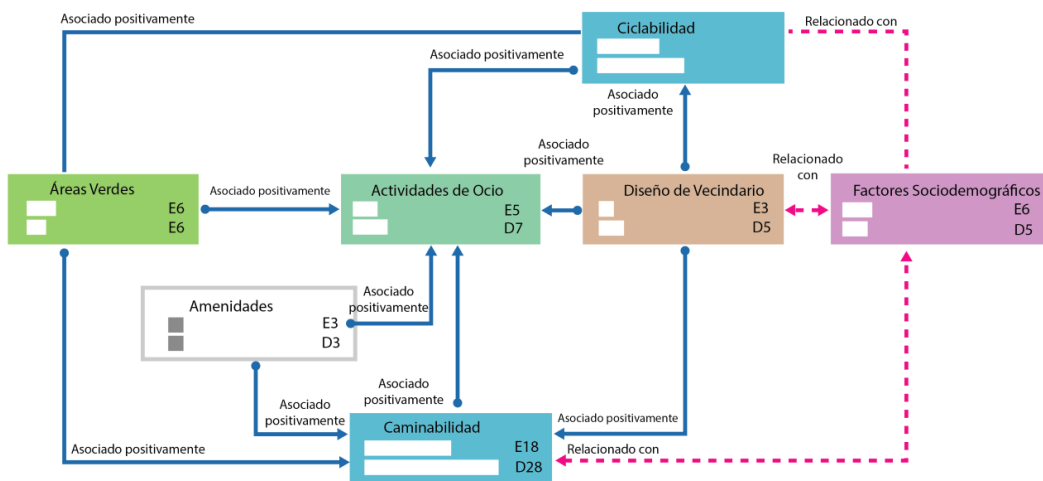 Asociado positivamente
Ciclabilidad
Relacionado con
Asociado positivamente
Asociado
positivamente
Asociado
positivamente
Relacionado
con
Áreas Verdes
E6
E6
Asociado positivamente
Actividades de Ocio
E5
D7
Diseño de Vecindario
E3
D5
Factores Sociodemográficos
E6
D5
Amenidades
E3
D3
Asociado
positivamente
Asociado
positivamente
Asociado
positivamente
Caminabilidad
E18
D28
Asociado positivamente
Asociado positivamente
Relacionado con